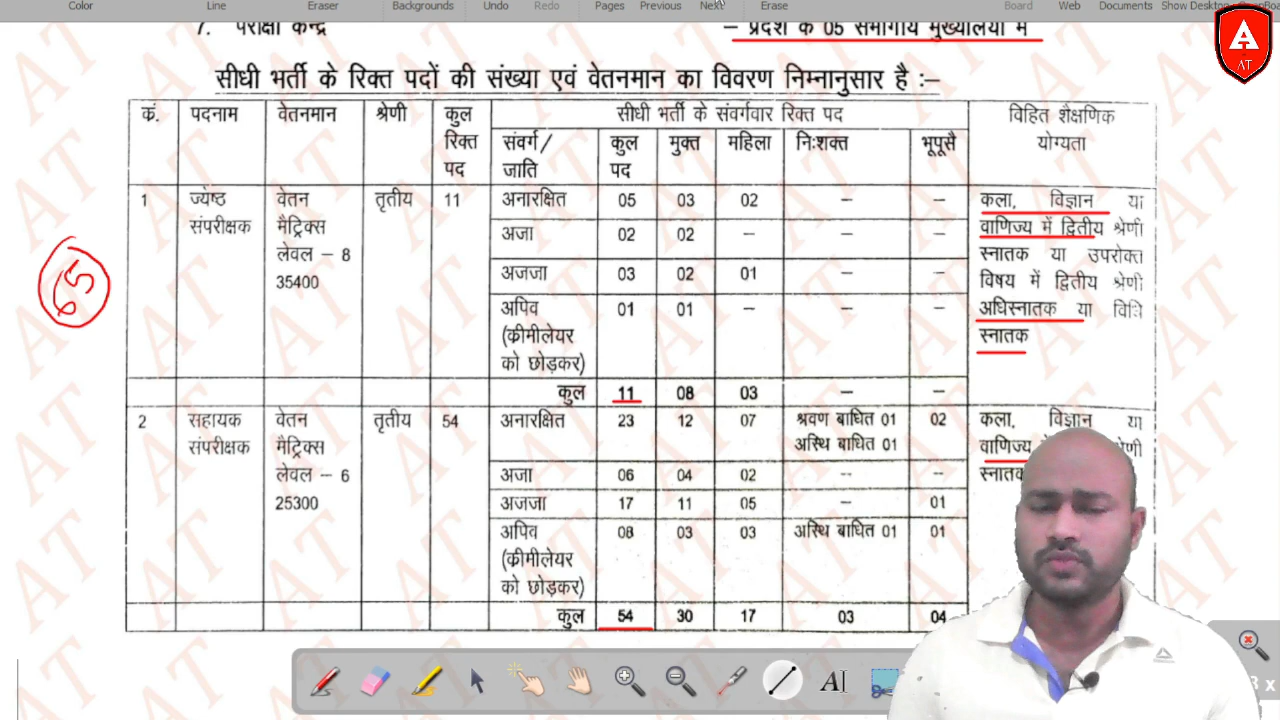 Color Line Eraser Backgrounds Undo Redo Pages Previous Next Erase Board Web Documents Show Desktop
7. परीक्षा केन्द्र – प्रदेश के 05 संभागीय मुख्यालयों में
सीधी भर्ती के रिक्त पदों की संख्या एवं वेतनमान का विवरण निम्नानुसार है :–
कं. पदनाम वेतनमान श्रेणी कुल रिक्त पद सीधी भर्ती के संवर्गवार रिक्त पद विहित शैक्षणिक योग्यता
संवर्ग/जाति कुल पद मुक्त महिला निःशक्त भूपूसै
1 ज्येष्ठ संपरीक्षक वेतन मैट्रिक्स लेवल – 8 35400 तृतीय 11 अनारक्षित 05 03 02 – –
अजा 02 02 – – –
अजजा 03 02 01 – –
अपिव (क्रीमीलेयर को छोड़कर) 01 01 – – –
कुल 11 08 03 – –
कला, विज्ञान या
वाणिज्य में द्वितीय श्रेणी
स्नातक या उपरोक्त
विषय में द्वितीय श्रेणी
अधिस्नातक या विधि
स्नातक
2 सहायक संपरीक्षक वेतन मैट्रिक्स लेवल – 6 25300 तृतीय 54 अनारक्षित 23 12 07 श्रवण बाधित 01 अस्थि बाधित 01 02
अजा 06 04 02 -- --
अजजा 17 11 05 – 01
अपिव (क्रीमीलेयर को छोड़कर) 08 03 03 अस्थि बाधित 01 01
कुल 54 30 17 03 04
कला, विज्ञान या
वाणिज्य
स्नातक
65
AT